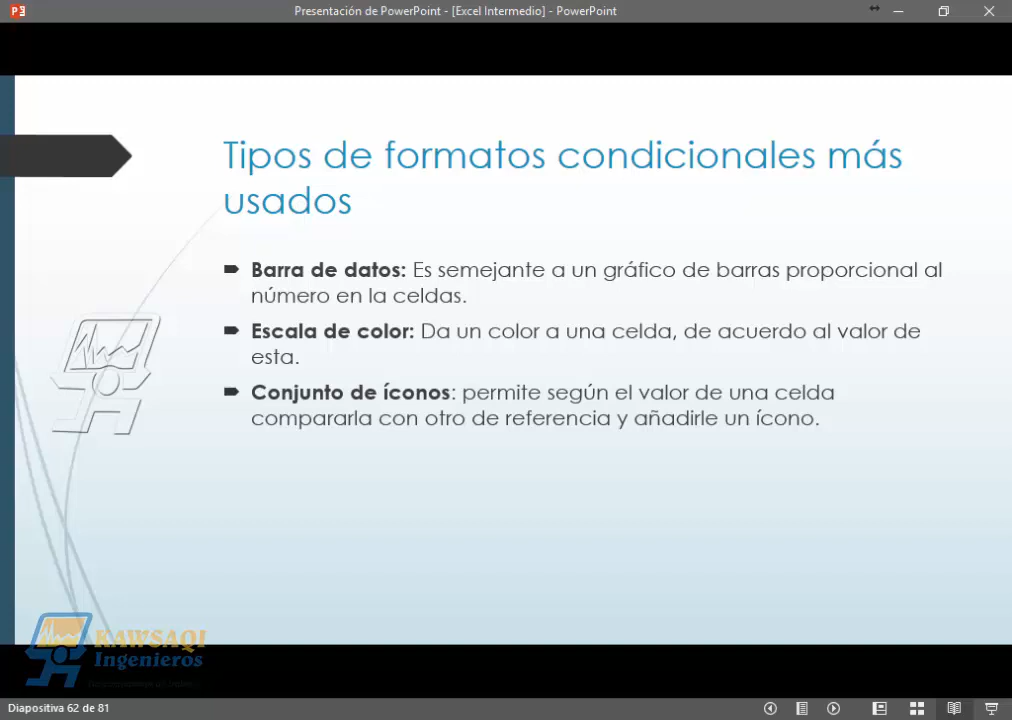 Presentación de PowerPoint - [Excel Intermedio] - PowerPoint
Tipos de formatos condicionales más
usados
Barra de datos: Es semejante a un gráfico de barras proporcional al
número en la celdas.
Escala de color: Da un color a una celda, de acuerdo al valor de
esta.
Conjunto de íconos: permite según el valor de una celda
compararla con otro de referencia y añadirle un ícono.
KAWSAQI
Ingenieros
Diapositiva 62 de 81